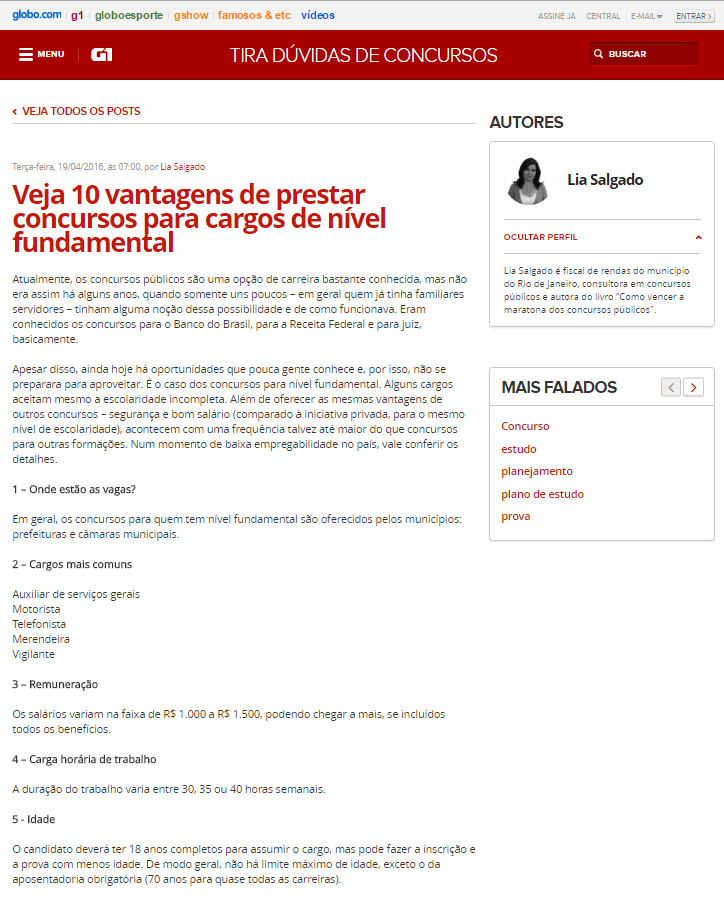 globo.com g1 globoesporte gshow famosos & etc vídeos
ASSINE JÁ CENTRAL E-MAIL ENTRAR ›
MENU G1 TIRA DÚVIDAS DE CONCURSOS BUSCAR
VEJA TODOS OS POSTS
Terça-feira, 19/04/2016, às 07:00, por Lia Salgado
Veja 10 vantagens de prestar
concursos para cargos de nível
fundamental
Atualmente, os concursos públicos são uma opção de carreira bastante conhecida, mas não
era assim há alguns anos, quando somente uns poucos – em geral quem já tinha familiares
servidores – tinham alguma noção dessa possibilidade e de como funcionava. Eram
conhecidos os concursos para o Banco do Brasil, para a Receita Federal e para juiz,
basicamente.
Apesar disso, ainda hoje há oportunidades que pouca gente conhece e, por isso, não se
preparara para aproveitar. É o caso dos concursos para nível fundamental. Alguns cargos
aceitam mesmo a escolaridade incompleta. Além de oferecer as mesmas vantagens de
outros concursos – segurança e bom salário (comparado à iniciativa privada, para o mesmo
nível de escolaridade), acontecem com uma frequência talvez até maior do que concursos
para outras formações. Num momento de baixa empregabilidade no país, vale conferir os
detalhes.
1 – Onde estão as vagas?
Em geral, os concursos para quem tem nível fundamental são oferecidos pelos municípios:
prefeituras e câmaras municipais.
2 – Cargos mais comuns
Auxiliar de serviços gerais
Motorista
Telefonista
Merendeira
Vigilante
3 – Remuneração
Os salários variam na faixa de R$ 1.000 a R$ 1.500, podendo chegar a mais, se incluídos
todos os benefícios.
4 – Carga horária de trabalho
A duração do trabalho varia entre 30, 35 ou 40 horas semanais.
5 - Idade
O candidato deverá ter 18 anos completos para assumir o cargo, mas pode fazer a inscrição e
a prova com menos idade. De modo geral, não há limite máximo de idade, exceto o da
aposentadoria obrigatória (70 anos para quase todas as carreiras).
AUTORES
Lia Salgado
OCULTAR PERFIL
Lia Salgado é fiscal de rendas do município
do Rio de Janeiro, consultora em concursos
públicos e autora do livro "Como vencer a
maratona dos concursos públicos".
MAIS FALADOS
Concurso
estudo
planejamento
plano de estudo
prova